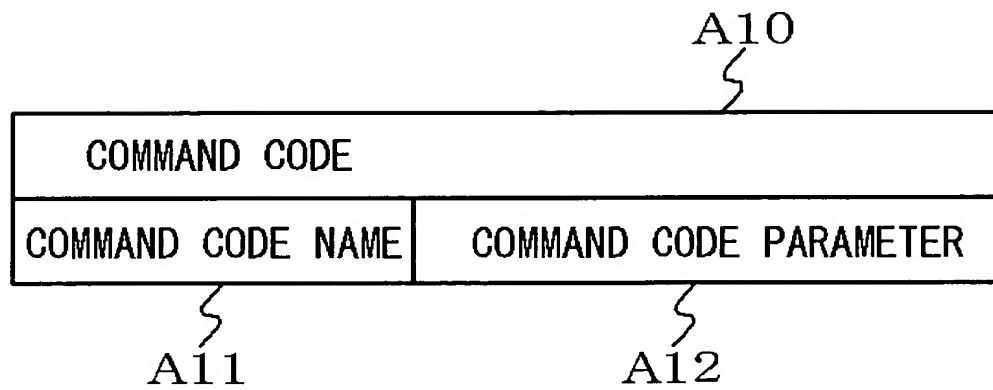 A10
COMMAND CODE
COMMAND CODE NAME
COMMAND CODE PARAMETER
A11
A12